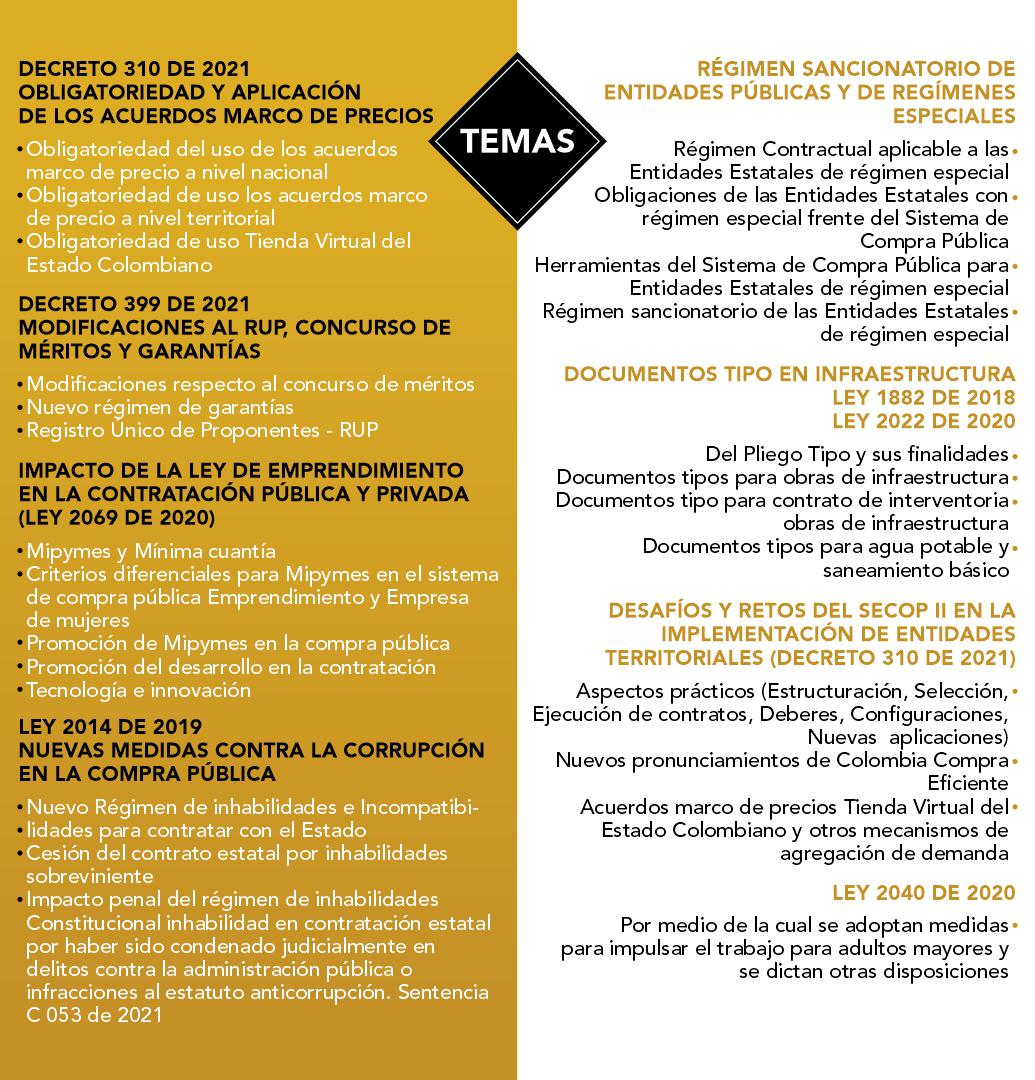 DECRETO 310 DE 2021
OBLIGATORIEDAD Y APLICACIÓN
DE LOS ACUERDOS MARCO DE PRECIOS
•Obligatoriedad del uso de los acuerdos
marco de precio a nivel nacional
•Obligatoriedad de uso los acuerdos marco
de precio a nivel territorial
•Obligatoriedad de uso Tienda Virtual del
Estado Colombiano
DECRETO 399 DE 2021
MODIFICACIONES AL RUP, CONCURSO DE
MÉRITOS Y GARANTÍAS
•Modificaciones respecto al concurso de méritos
•Nuevo régimen de garantías
•Registro Único de Proponentes - RUP
IMPACTO DE LA LEY DE EMPRENDIMIENTO
EN LA CONTRATACIÓN PÚBLICA Y PRIVADA
(LEY 2069 DE 2020)
•Mipymes y Mínima cuantía
•Criterios diferenciales para Mipymes en el sistema
de compra pública Emprendimiento y Empresa
de mujeres
•Promoción de Mipymes en la compra pública
•Promoción del desarrollo en la contratación
•Tecnología e innovación
LEY 2014 DE 2019
NUEVAS MEDIDAS CONTRA LA CORRUPCIÓN
EN LA COMPRA PÚBLICA
•Nuevo Régimen de inhabilidades e Incompatibi-
•lidades para contratar con el Estado
•Cesión del contrato estatal por inhabilidades
sobreviniente
•Impacto penal del régimen de inhabilidades
Constitucional inhabilidad en contratación estatal
por haber sido condenado judicialmente en
delitos contra la administración pública o
infracciones al estatuto anticorrupción. Sentencia
C 053 de 2021
TEMAS
RÉGIMEN SANCIONATORIO DE
ENTIDADES PÚBLICAS Y DE REGÍMENES
ESPECIALES
Régimen Contractual aplicable a las•
Entidades Estatales de régimen especial
Obligaciones de las Entidades Estatales con•
régimen especial frente del Sistema de
Compra Pública
Herramientas del Sistema de Compra Pública para•
Entidades Estatales de régimen especial
Régimen sancionatorio de las Entidades Estatales•
de régimen especial
DOCUMENTOS TIPO EN INFRAESTRUCTURA
LEY 1882 DE 2018
LEY 2022 DE 2020
Del Pliego Tipo y sus finalidades•
Documentos tipos para obras de infraestructura•
Documentos tipo para contrato de interventoria•
obras de infraestructura
Documentos tipos para agua potable y•
saneamiento básico
DESAFÍOS Y RETOS DEL SECOP II EN LA
IMPLEMENTACIÓN DE ENTIDADES
TERRITORIALES (DECRETO 310 DE 2021)
Aspectos prácticos (Estructuración, Selección,•
Ejecución de contratos, Deberes, Configuraciones,
Nuevas aplicaciones)
Nuevos pronunciamientos de Colombia Compra•
Eficiente
Acuerdos marco de precios Tienda Virtual del•
Estado Colombiano y otros mecanismos de
agregación de demanda
LEY 2040 DE 2020
Por medio de la cual se adoptan medidas•
para impulsar el trabajo para adultos mayores y
se dictan otras disposiciones